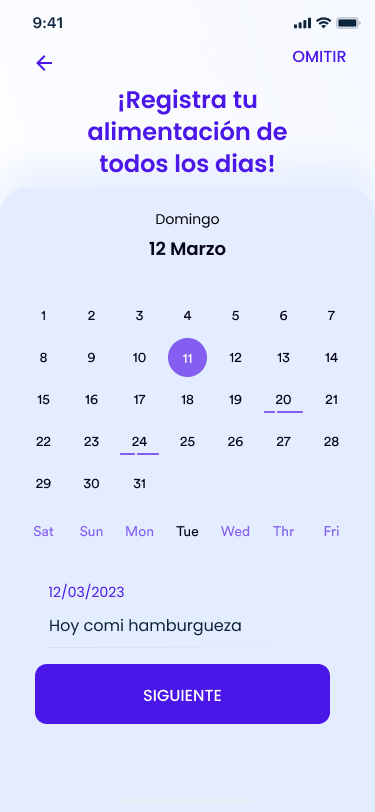 9:41
OMITIR
¡Registra tu
alimentación de
todos los dias!
Domingo
12 Marzo
1 2 3 4 5 6 7
8 9 10 11 12 13 14
15 16 17 18 19 20 21
22 23 24 25 26 27 28
29 30 31
Sat Sun Mon Tue Wed Thr Fri
12/03/2023
Hoy comi hamburgueza
SIGUIENTE